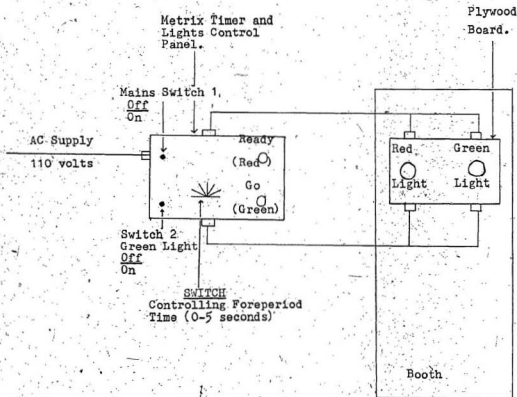 Plywood
Board.
Metrix Timer and
Lights Control
Panel.
Mains Switch 1,
Off
On
AC Supply
110 volts
Ready
(Red)
Go
(Green)
Red
Light
Green
Light
Switch 2
Green Light
Off
On
SWITCH
Controlling Foreperiod
Time (0-5 seconds)
Booth